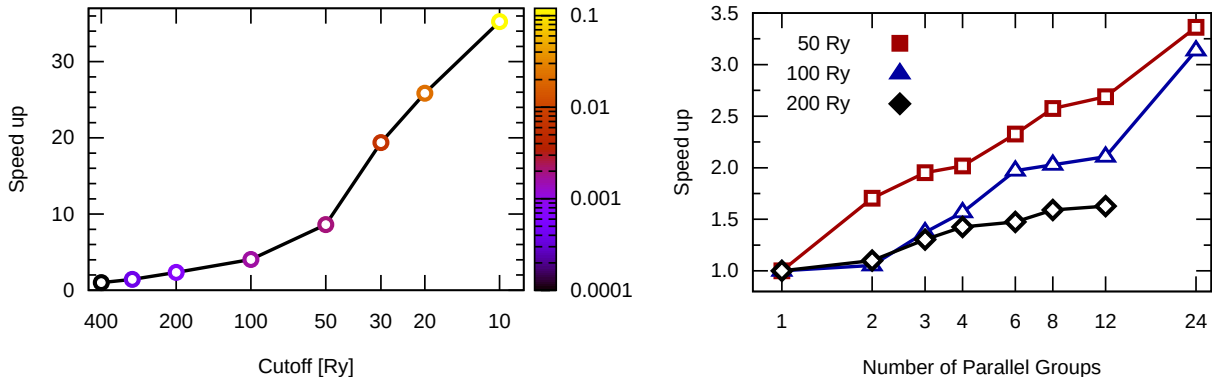 Speed up
30
20
10
0
400 200 100 50 30 20 10
Cutoff [Ry]
0.1
0.01
0.001
0.0001
Speed up
3.5
3.0
2.5
2.0
1.5
1.0
50 Ry
100 Ry
200 Ry
1 2 3 4 6 8 12 24
Number of Parallel Groups